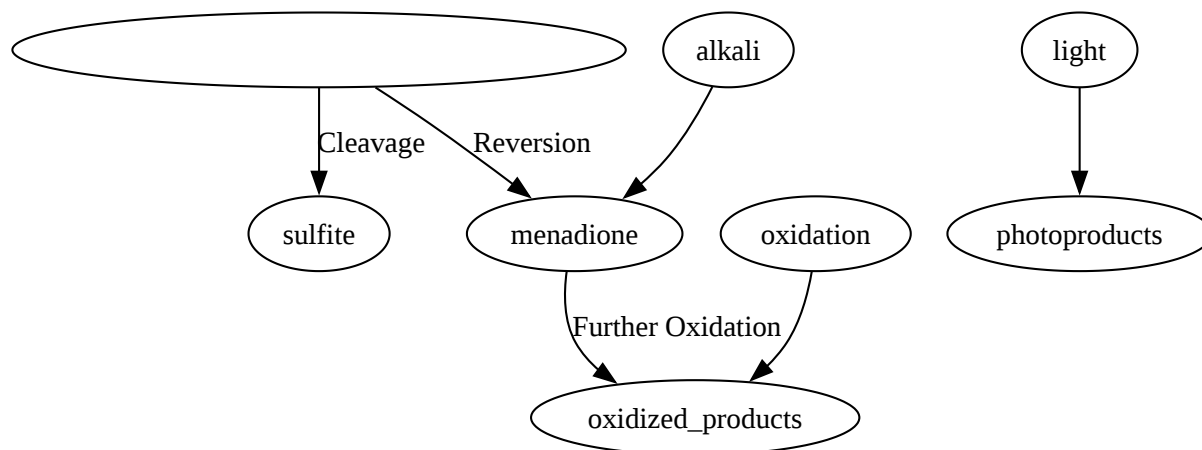 alkali
light
Cleavage
Reversion
sulfite
menadione
oxidation
photoproducts
Further Oxidation
oxidized_products